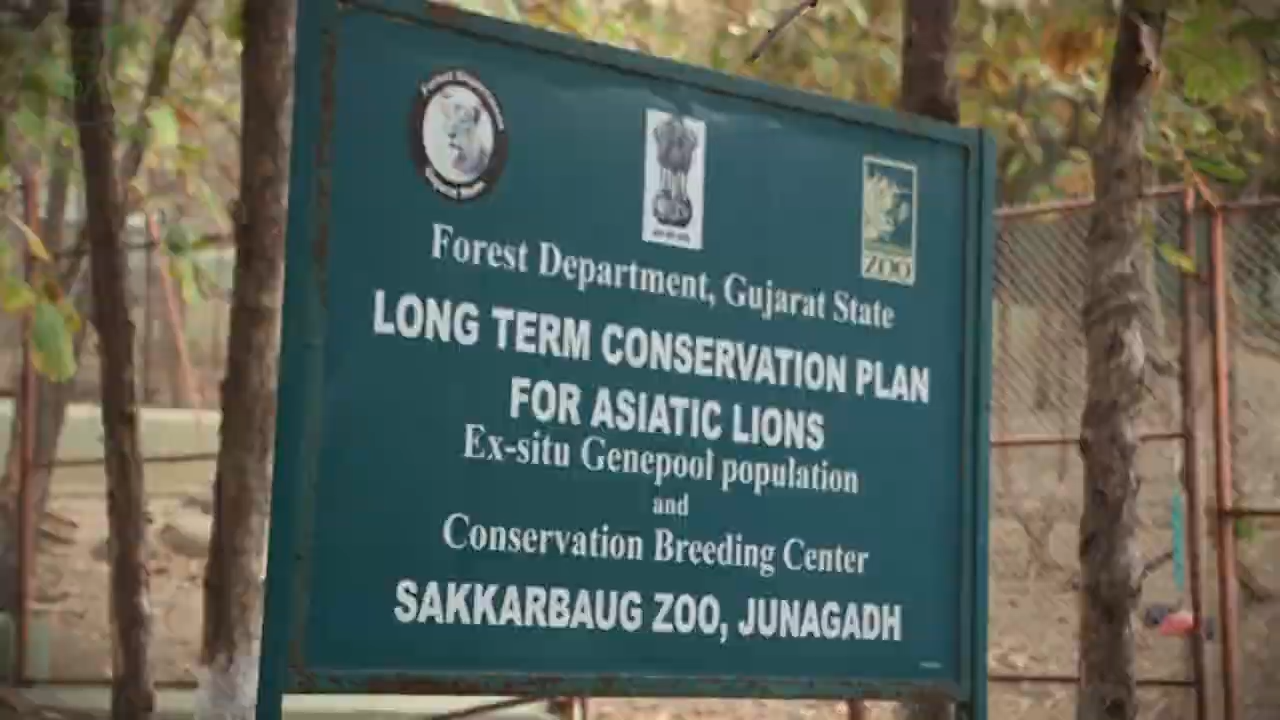 ZOO
Forest Department, Gujarat State
LONG TERM CONSERVATION PLAN
FOR ASIATIC LIONS
Ex-situ Genepool population
and
Conservation Breeding Center
SAKKARBAUG ZOO, JUNAGADH